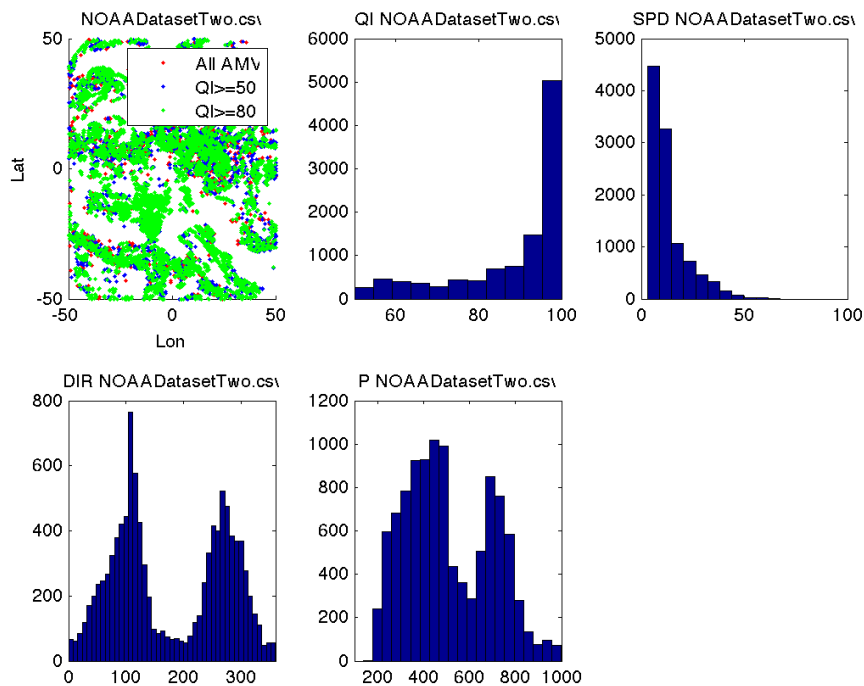 NOAADatasetTwo.csv
All AMV
QI>=50
QI>=80
50
0
-50
Lat
-50 0 50
Lon
QI NOAADatasetTwo.csv
6000
5000
4000
3000
2000
1000
0
60 80 100
SPD NOAADatasetTwo.csv
5000
4000
3000
2000
1000
0
0 50 100
DIR NOAADatasetTwo.csv
800
600
400
200
0
0 100 200 300
P NOAADatasetTwo.csv
1200
1000
800
600
400
200
0
200 400 600 800 1000